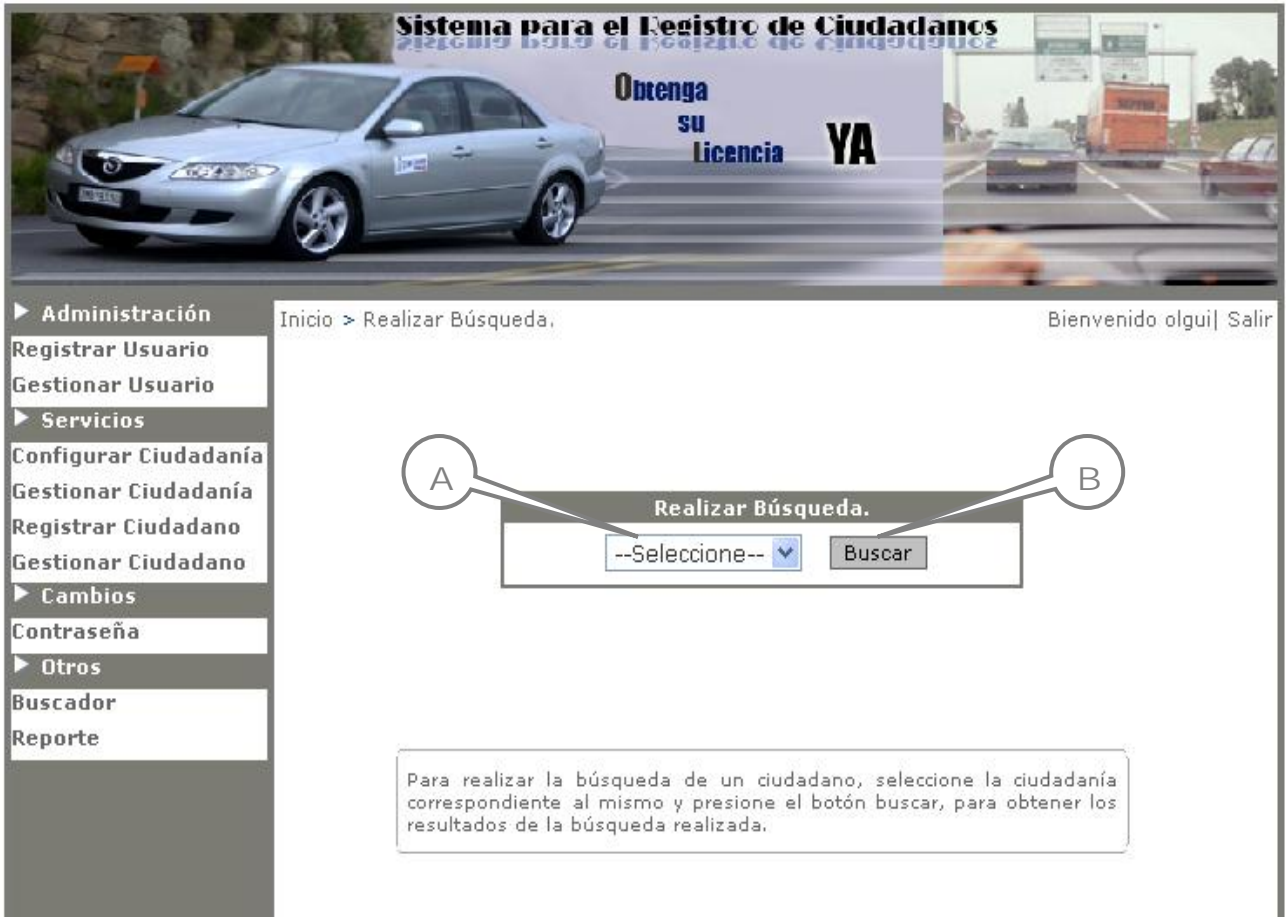 Sistema para el Registro de Ciudadanos
Obtenga
su
Licencia YA
Administración
Inicio > Realizar Búsqueda.
Bienvenido olgui| Salir
Registrar Usuario
Gestionar Usuario
Servicios
Configurar Ciudadanía
Gestionar Ciudadanía
Registrar Ciudadano
Gestionar Ciudadano
Cambios
Contraseña
Otros
Buscador
Reporte
A
B
Realizar Búsqueda.
--Seleccione-- Buscar
Para realizar la búsqueda de un ciudadano, seleccione la ciudadanía
correspondiente al mismo y presione el botón buscar, para obtener los
resultados de la búsqueda realizada.